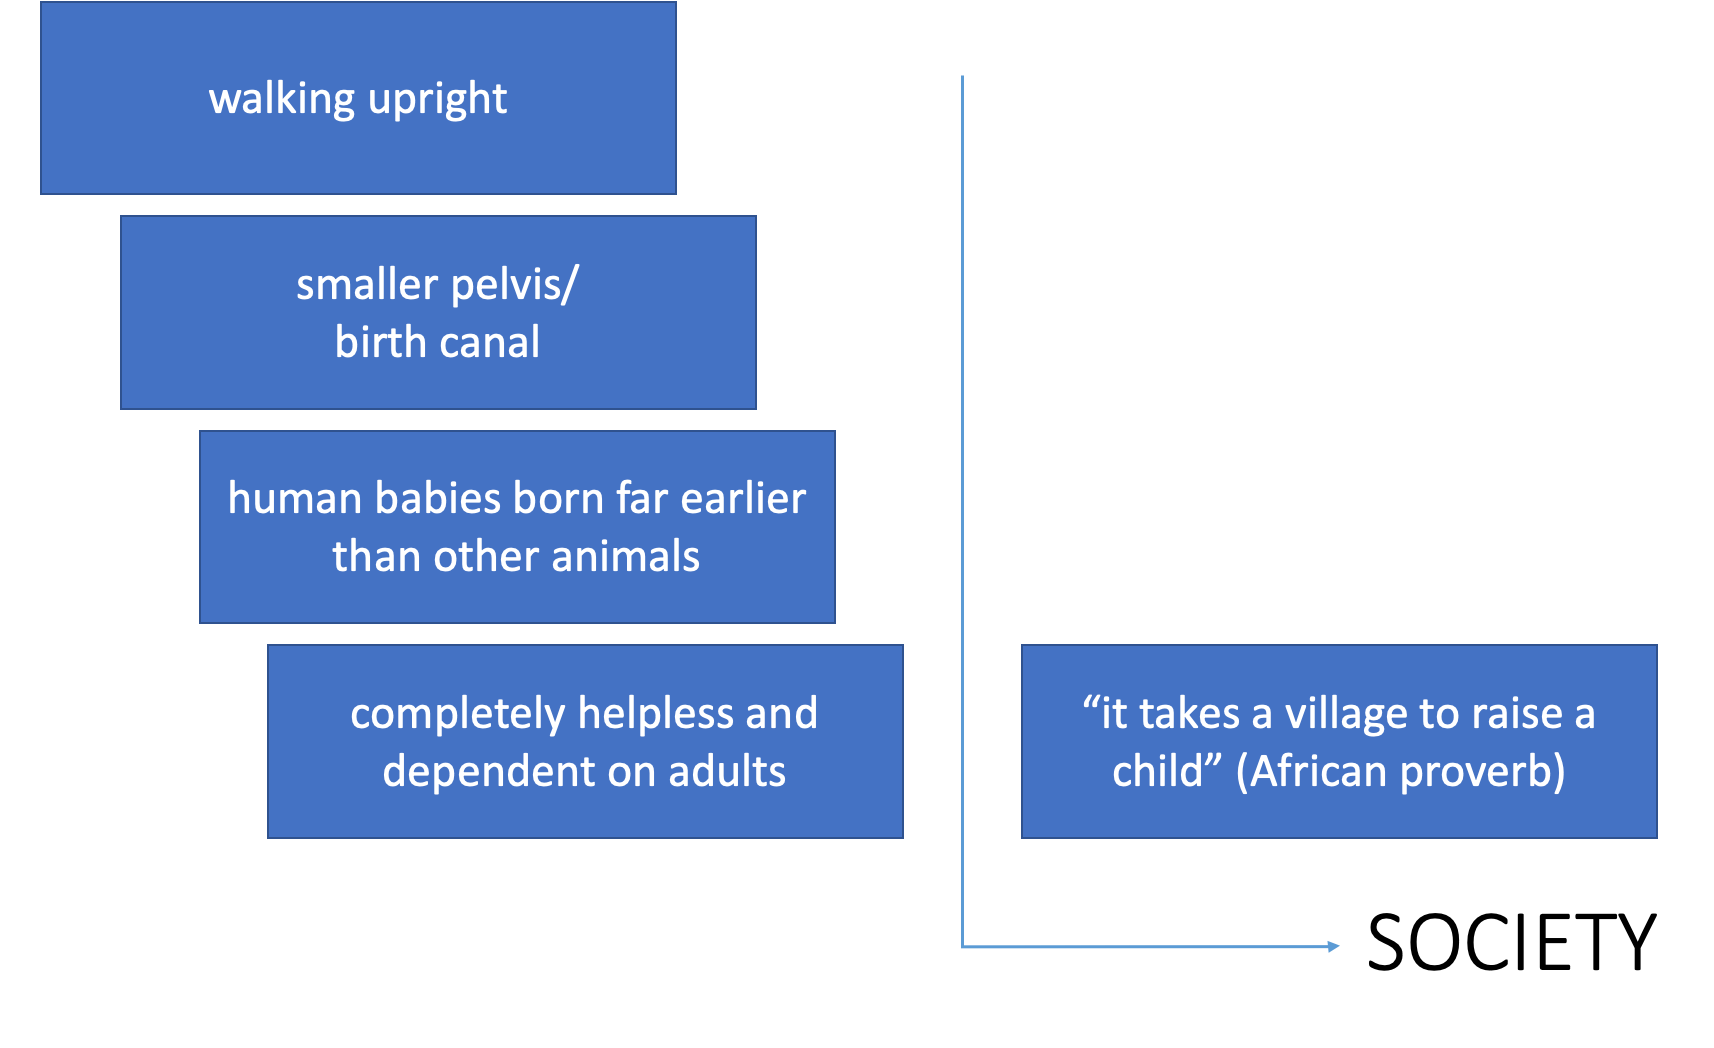 walking upright
smaller pelvis/
birth canal
human babies born far earlier
than other animals
completely helpless and
dependent on adults
“it takes a village to raise a
child” (African proverb)
SOCIETY